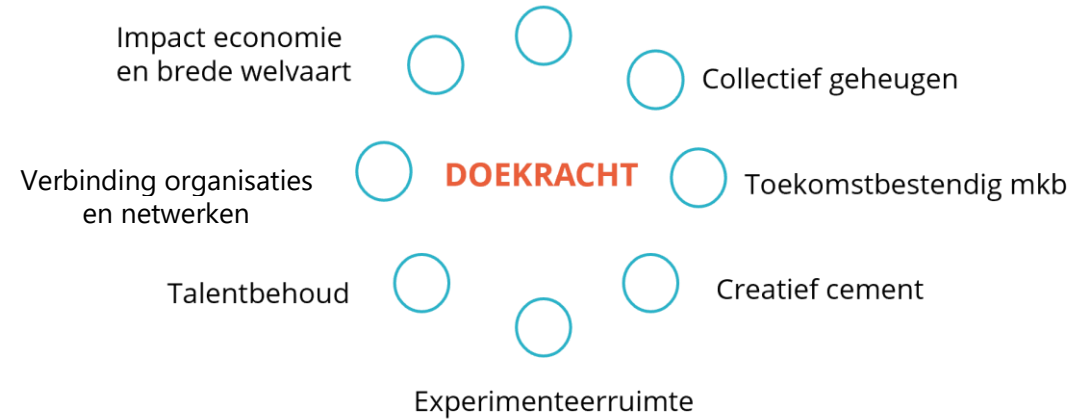 Impact economie
en brede welvaart
Collectief geheugen
DOEKRACHT
Verbinding organisaties
en netwerken
Toekomstbestendig mkb
Talentbehoud
Creatief cement
Experimenteerruimte